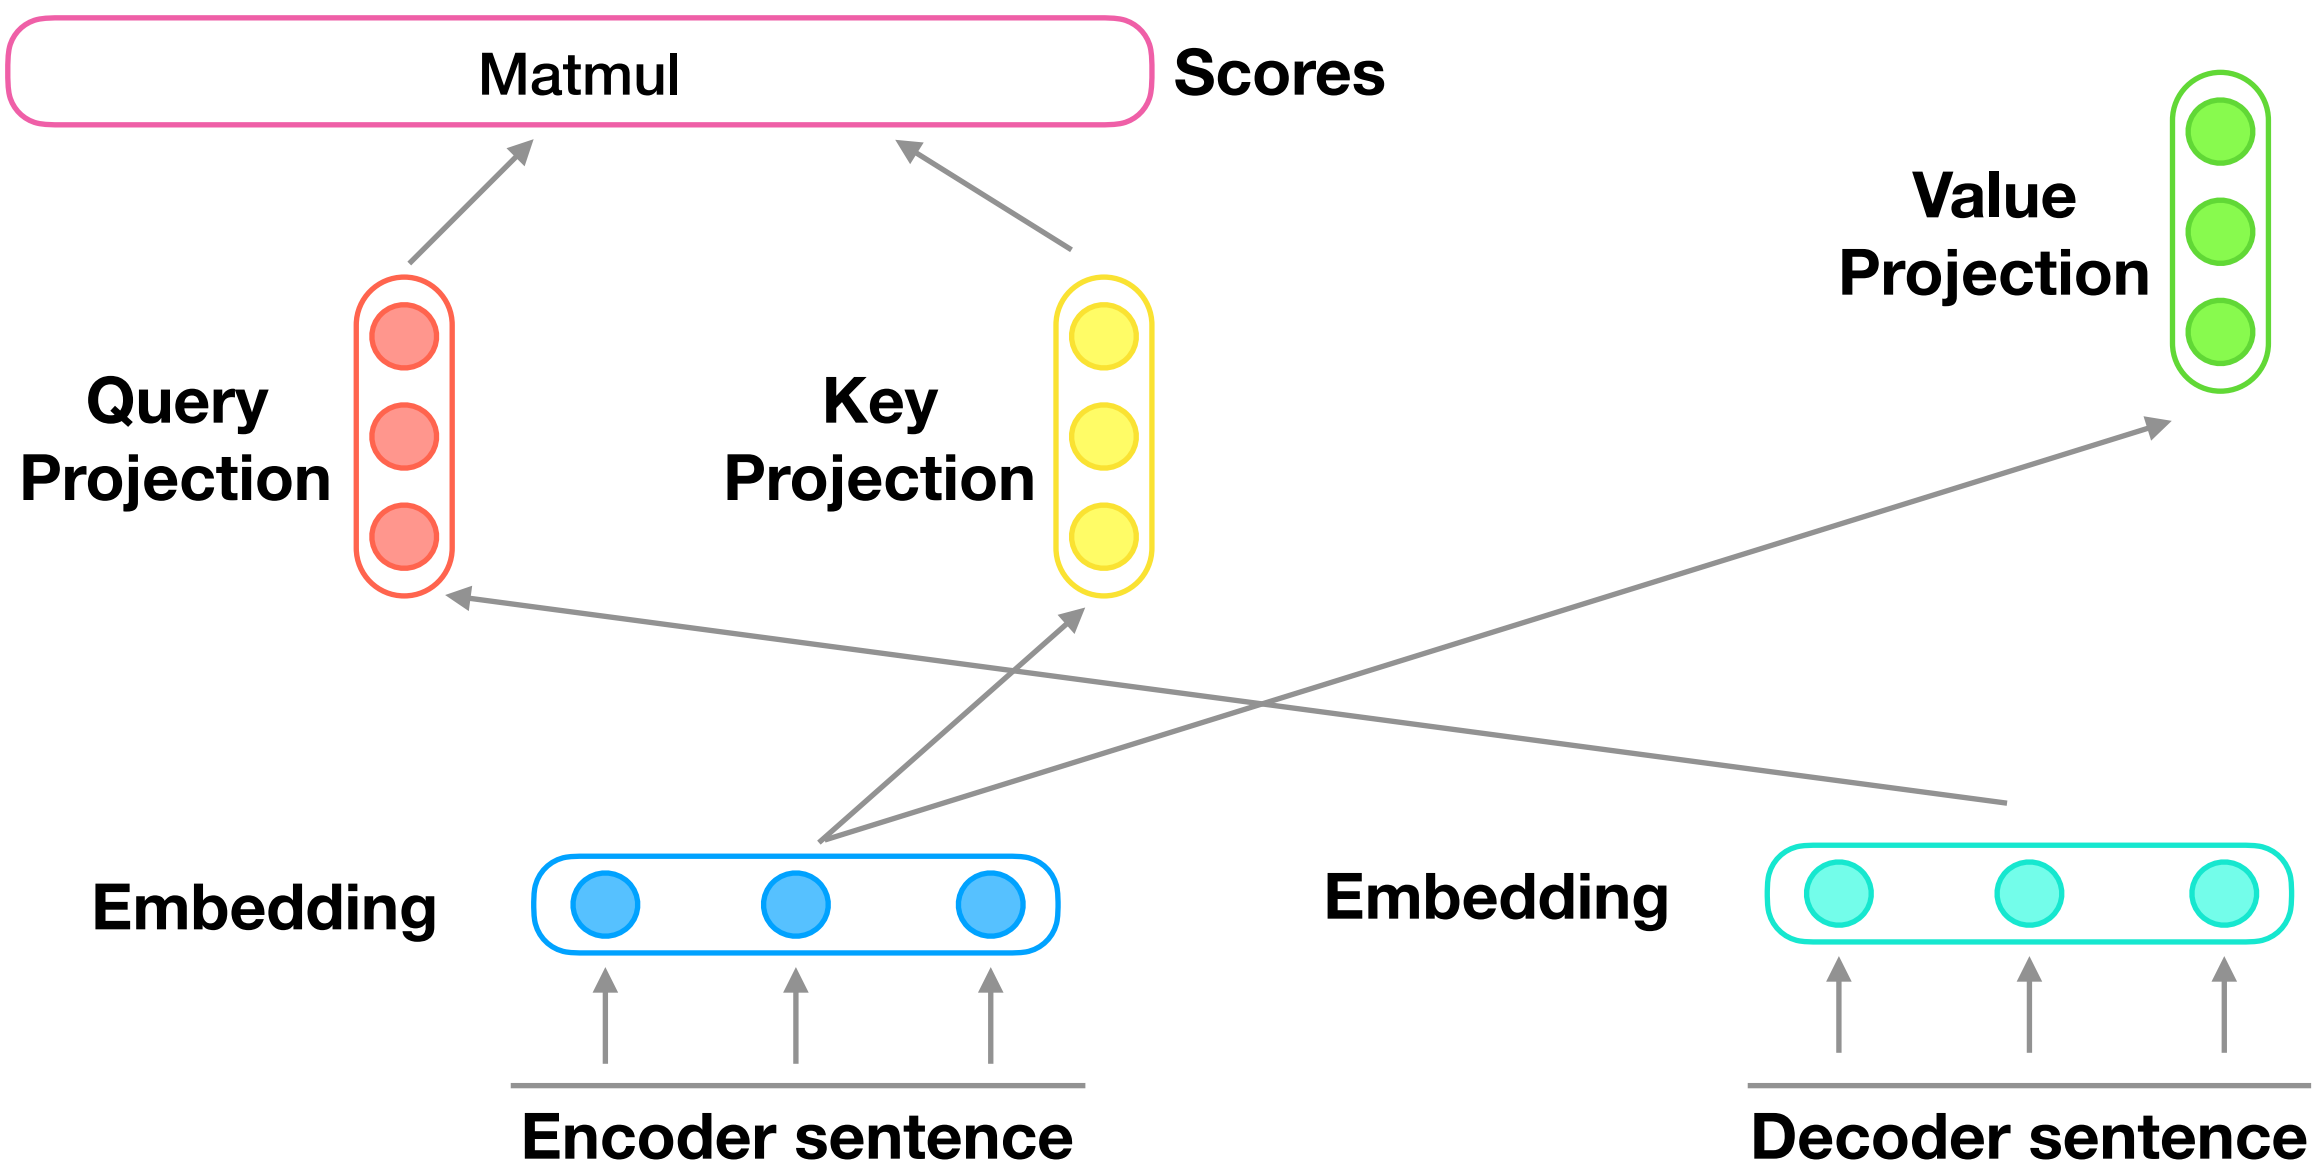 Matmul
Scores
Value
Projection
Query
Projection
Key
Projection
Embedding
Embedding
Encoder sentence
Decoder sentence